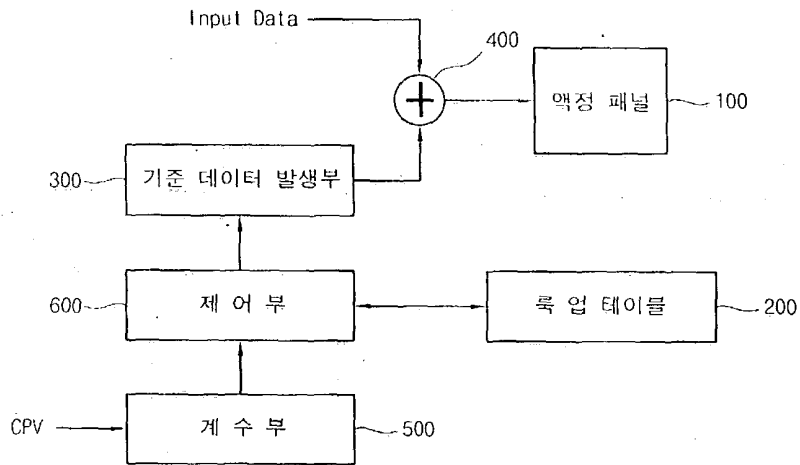 Input Data
400
액정 패널
100
300
기준 데이터 발생부
600
제 어 부
룩 업 테이블
200
CPV
계 수 부
500